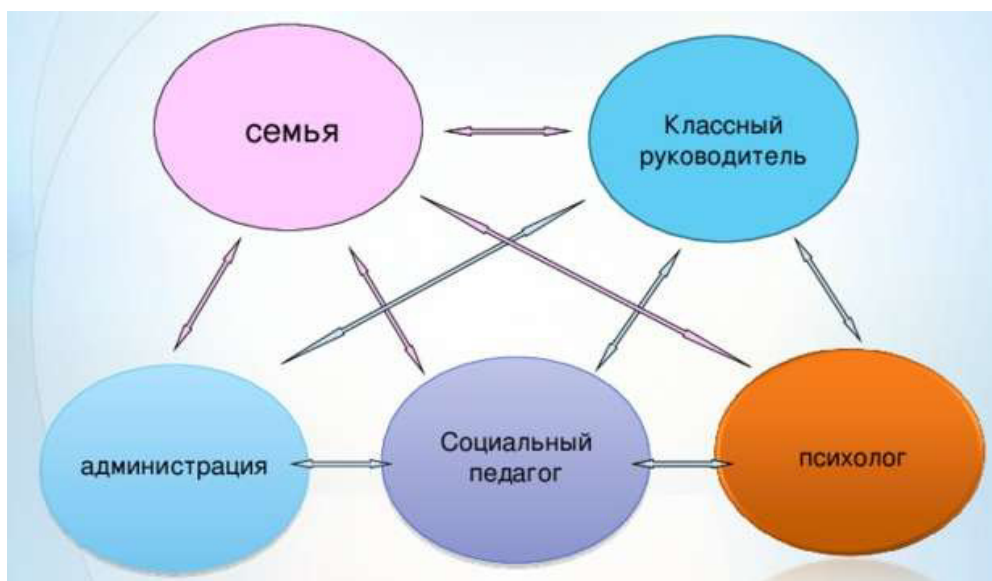 семья
Классный
руководитель
администрация
Социальный
педагог
психолог